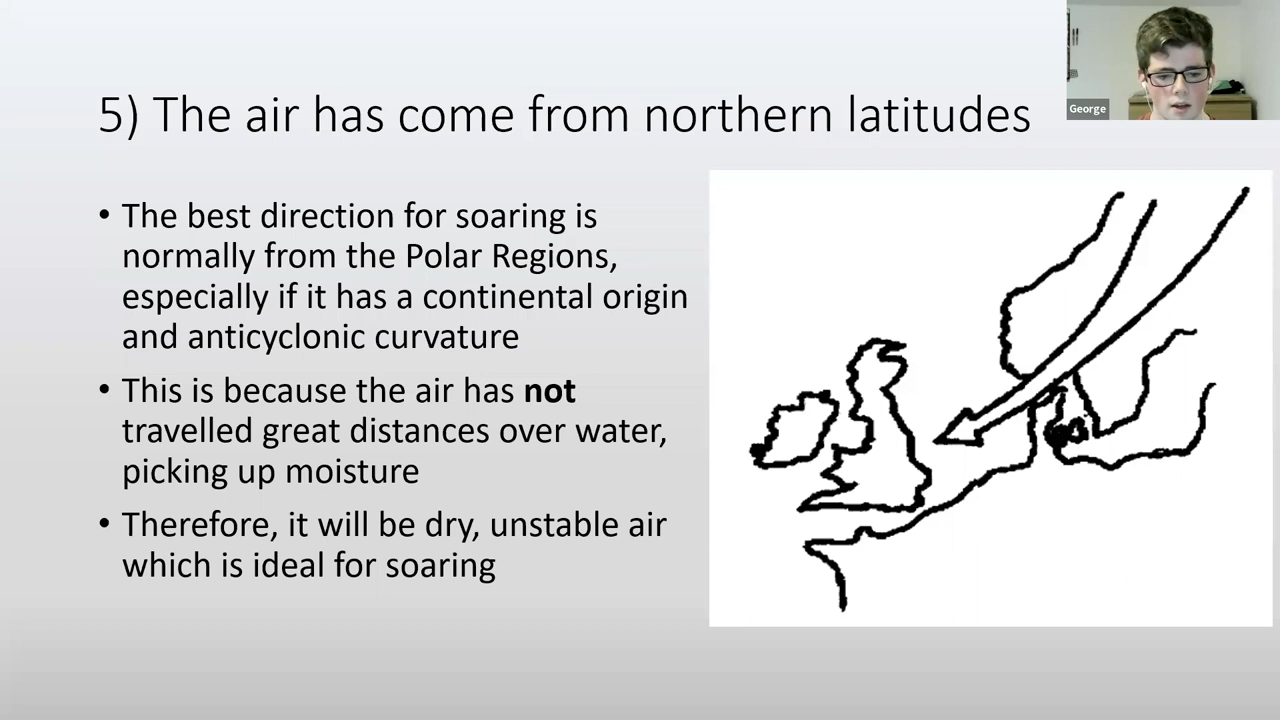 5) The air has come from northern latitudes
George
• The best direction for soaring is
normally from the Polar Regions,
especially if it has a continental origin
and anticyclonic curvature
• This is because the air has not
travelled great distances over water,
picking up moisture
• Therefore, it will be dry, unstable air
which is ideal for soaring